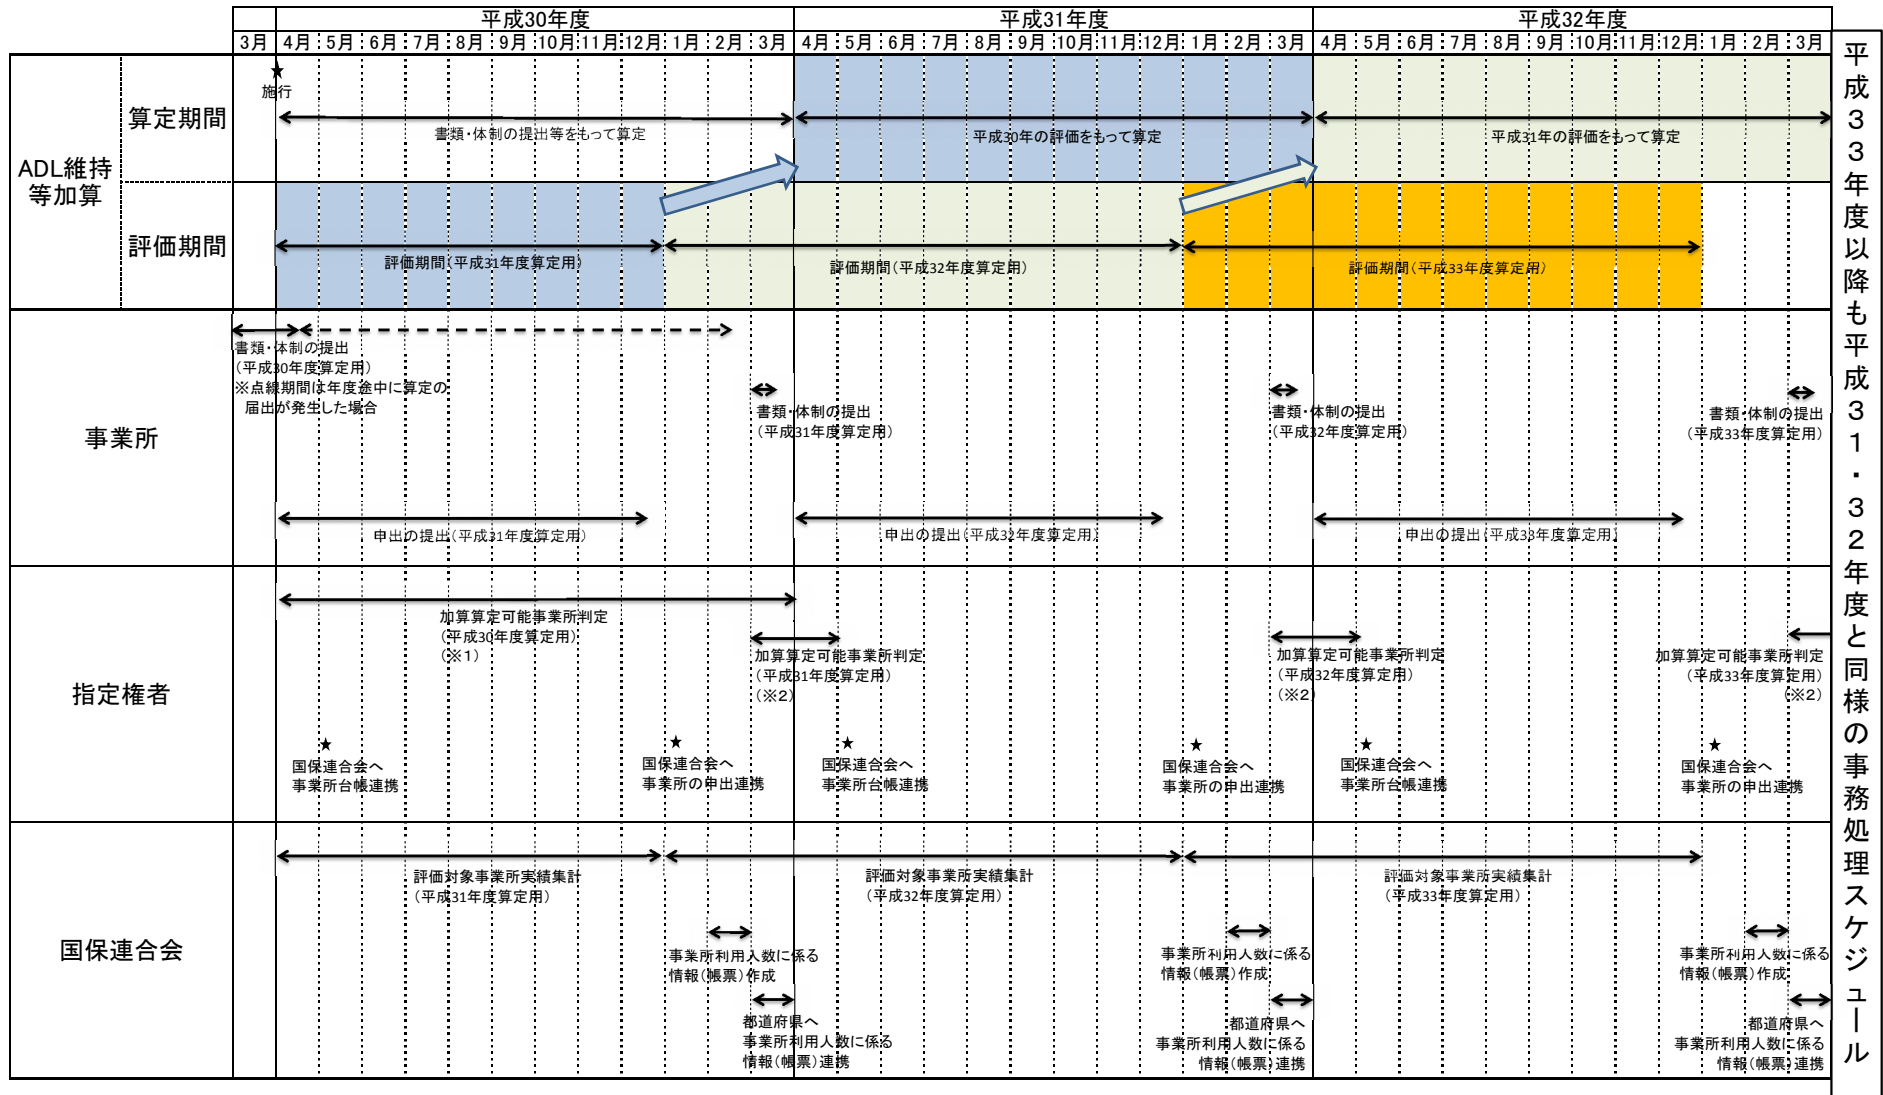 平成30年度
平成31年度
平成32年度
3月 4月 5月 6月 7月 8月 9月 10月 11月 12月 1月 2月 3月 4月 5月 6月 7月 8月 9月 10月 11月 12月 1月 2月 3月 4月 5月 6月 7月 8月 9月 10月 11月 12月 1月 2月 3月
ADL維持
等加算
算定期間
★
施行
書類・体制の提出等をもって算定
平成30年の評価をもって算定
平成31年の評価をもって算定
評価期間
評価期間(平成31年度算定用)
評価期間(平成32年度算定用)
評価期間(平成33年度算定用)
事業所
書類・体制の提出
(平成30年度算定用)
※点線期間は年度途中に算定の
届出が発生した場合
書類・体制の提出
(平成31年度算定用)
書類・体制の提出
(平成32年度算定用)
書類・体制の提出
(平成33年度算定用)
申出の提出(平成31年度算定用)
申出の提出(平成32年度算定用)
申出の提出(平成33年度算定用)
指定権者
加算算定可能事業所判定
(平成30年度算定用)
(※1)
加算算定可能事業所判定
(平成31年度算定用)
(※2)
加算算定可能事業所判定
(平成32年度算定用)
(※2)
加算算定可能事業所判定
(平成33年度算定用)
(※2)
★
国保連合会へ
事業所台帳連携
★
国保連合会へ
事業所の申出連携
★
国保連合会へ
事業所台帳連携
★
国保連合会へ
事業所の申出連携
★
国保連合会へ
事業所台帳連携
★
国保連合会へ
事業所の申出連携
国保連合会
評価対象事業所実績集計
(平成31年度算定用)
評価対象事業所実績集計
(平成32年度算定用)
評価対象事業所実績集計
(平成33年度算定用)
事業所利用人数に係る
情報(帳票)作成
事業所利用人数に係る
情報(帳票)作成
事業所利用人数に係る
情報(帳票)作成
都道府県へ
事業所利用人数に係る
情報(帳票)連携
都道府県へ
事業所利用人数に係る
情報(帳票)連携
都道府県へ
事業所利用人数に係る
情報(帳票)連携
平成33年度以降も平成31・32年度と同様の事務処理スケジュール